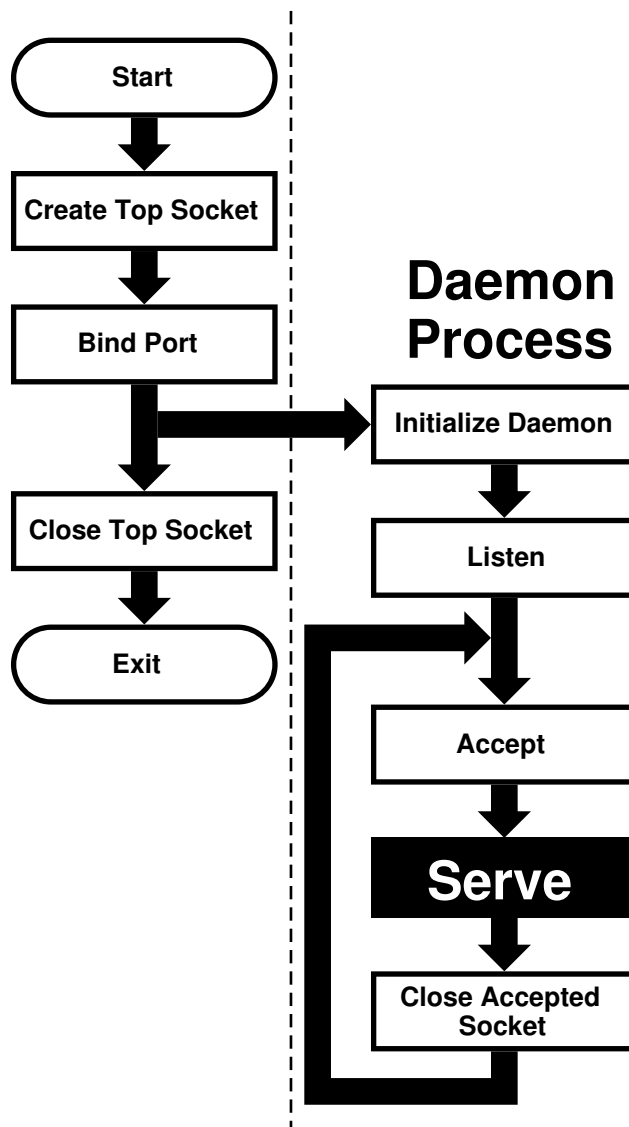 Start
Create Top Socket
Bind Port
Close Top Socket
Exit
Daemon
Process
Initialize Daemon
Listen
Accept
Serve
Close Accepted
Socket